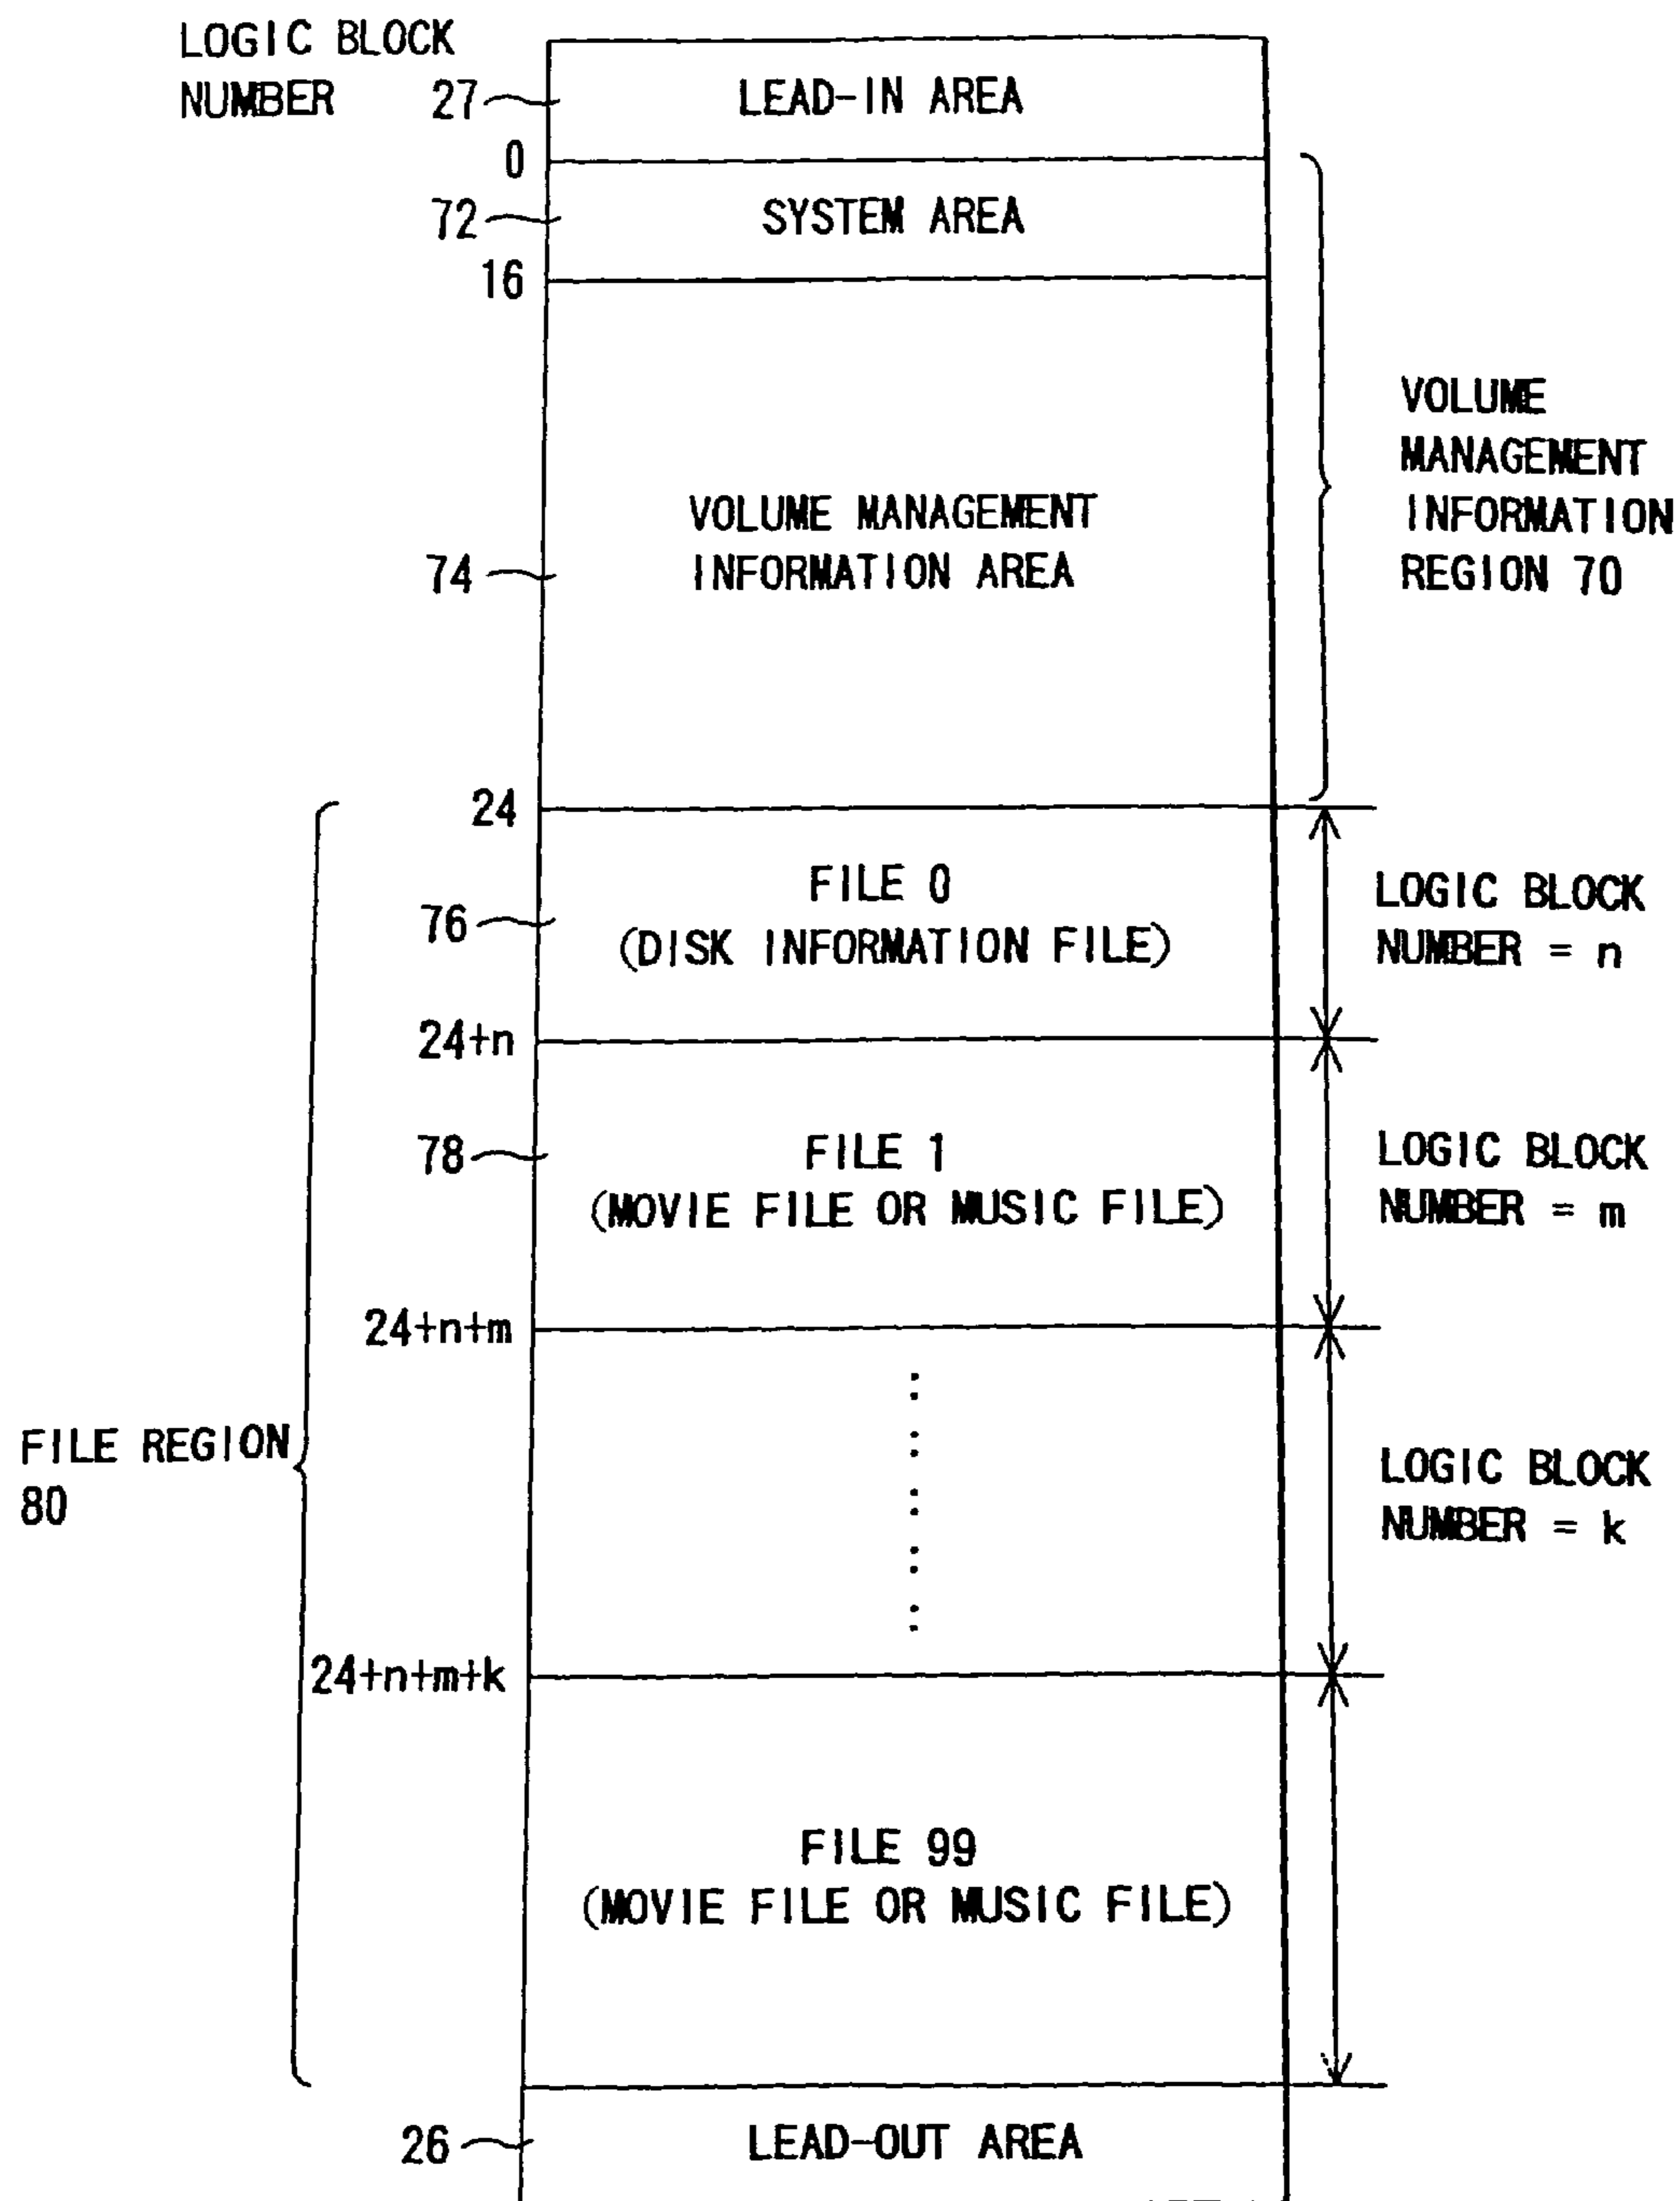 LOGIC BLOCK
NUMBER
27
LEAD-IN AREA
0
72
SYSTEM AREA
16
VOLUME
MANAGEMENT
INFORMATION
REGION 70
74
VOLUME MANAGEMENT
INFORMATION AREA
24
76
FILE 0
(DISK INFORMATION FILE)
LOGIC BLOCK
NUMBER = n
24+n
78
FILE 1
(MOVIE FILE OR MUSIC FILE)
LOGIC BLOCK
NUMBER = m
24+n+m
FILE REGION
80
LOGIC BLOCK
NUMBER = k
24+n+m+k
FILE 99
(MOVIE FILE OR MUSIC FILE)
26
LEAD-OUT AREA